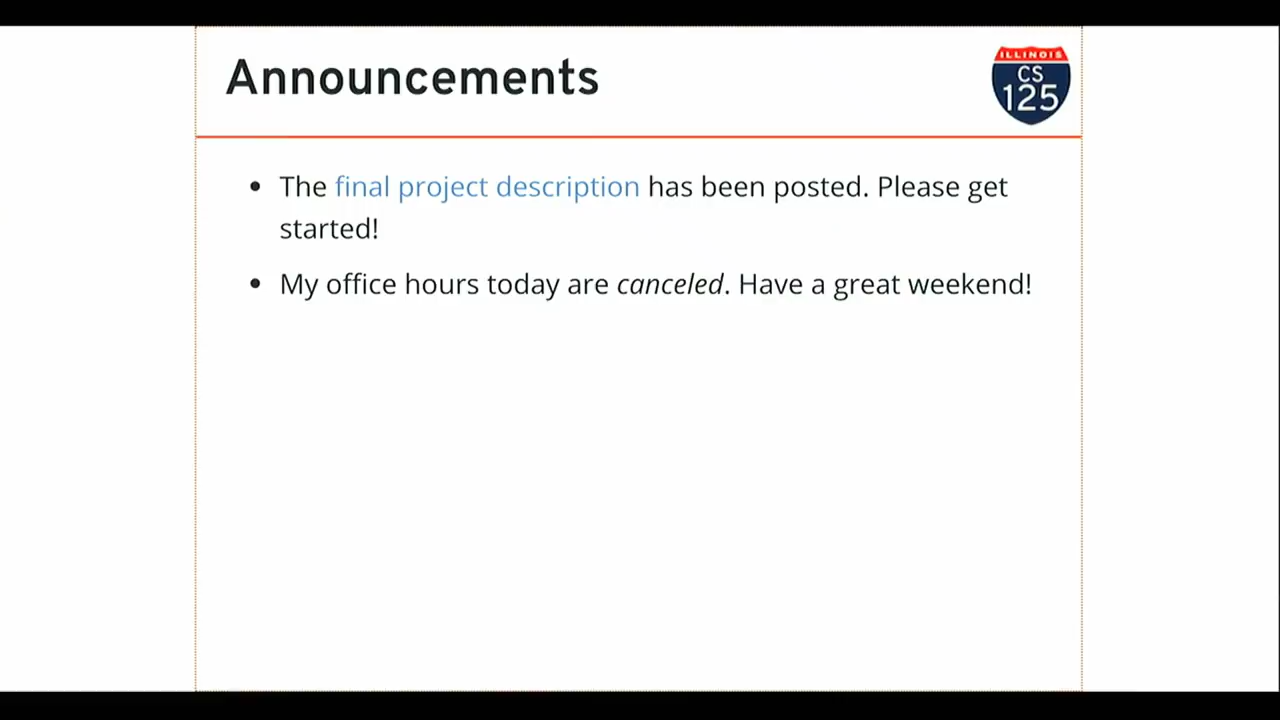 Announcements
ILLINOIS
CS
125
The final project description has been posted. Please get
started!
My office hours today are canceled. Have a great weekend!